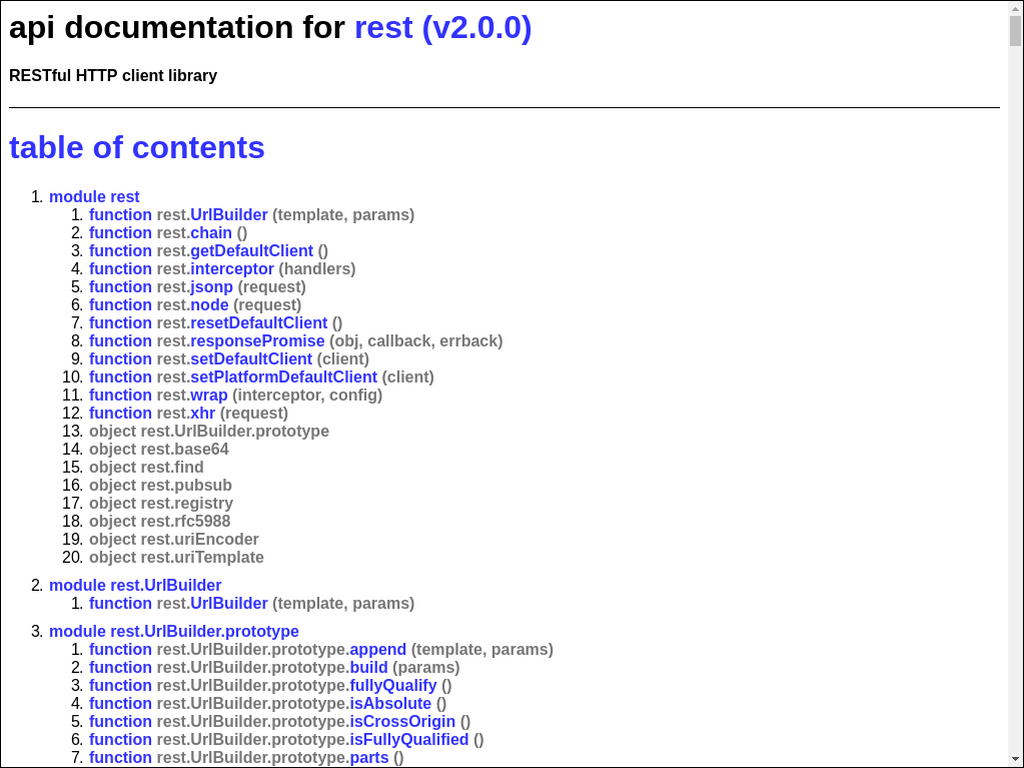 api documentation for rest (v2.0.0)
RESTful HTTP client library
table of contents
1. module rest
1. function rest.UrlBuilder (template, params)
2. function rest.chain ()
3. function rest.getDefaultClient ()
4. function rest.interceptor (handlers)
5. function rest.jsonp (request)
6. function rest.node (request)
7. function rest.resetDefaultClient ()
8. function rest.responsePromise (obj, callback, errback)
9. function rest.setDefaultClient (client)
10. function rest.setPlatformDefaultClient (client)
11. function rest.wrap (interceptor, config)
12. function rest.xhr (request)
13. object rest.UrlBuilder.prototype
14. object rest.base64
15. object rest.find
16. object rest.pubsub
17. object rest.registry
18. object rest.rfc5988
19. object rest.uriEncoder
20. object rest.uriTemplate
2. module rest.UrlBuilder
1. function rest.UrlBuilder (template, params)
3. module rest.UrlBuilder.prototype
1. function rest.UrlBuilder.prototype.append (template, params)
2. function rest.UrlBuilder.prototype.build (params)
3. function rest.UrlBuilder.prototype.fullyQualify ()
4. function rest.UrlBuilder.prototype.isAbsolute ()
5. function rest.UrlBuilder.prototype.isCrossOrigin ()
6. function rest.UrlBuilder.prototype.isFullyQualified ()
7. function rest.UrlBuilder.prototype.parts ()